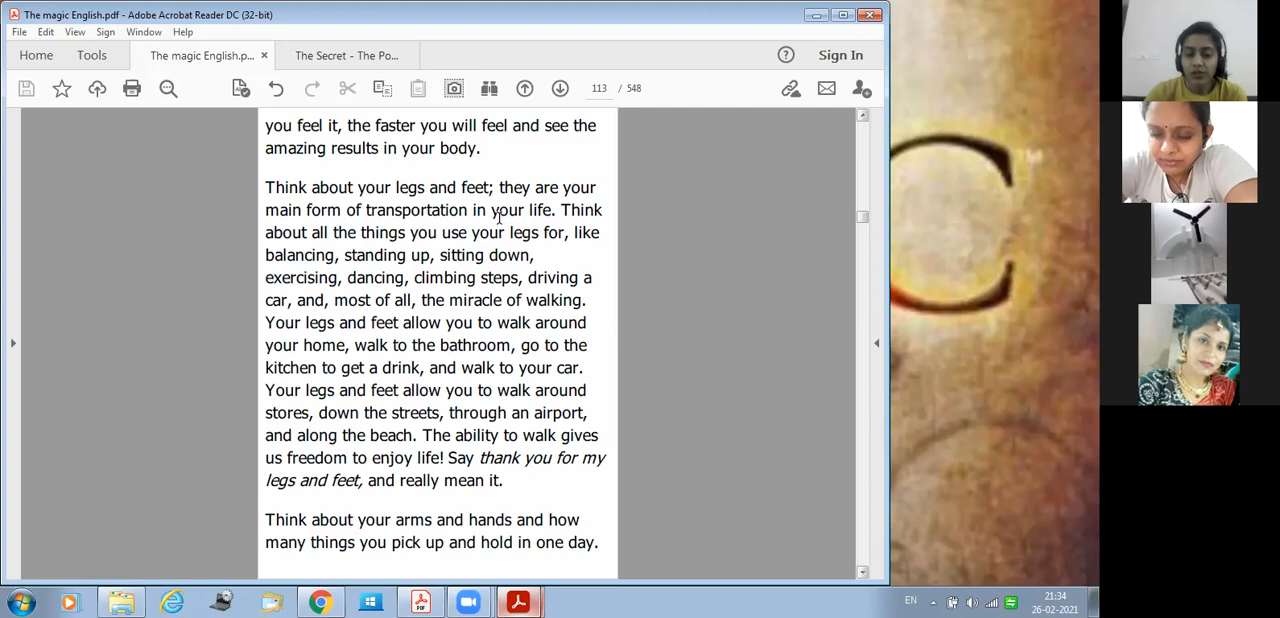 The magic English.pdf - Adobe Acrobat Reader DC (32-bit)
File Edit View Sign Window Help
Home Tools The magic English.p... × The Secret - The Po... Sign In
113 / 548
you feel it, the faster you will feel and see the
amazing results in your body.
Think about your legs and feet; they are your
main form of transportation in your life. Think
about all the things you use your legs for, like
balancing, standing up, sitting down,
exercising, dancing, climbing steps, driving a
car, and, most of all, the miracle of walking.
Your legs and feet allow you to walk around
your home, walk to the bathroom, go to the
kitchen to get a drink, and walk to your car.
Your legs and feet allow you to walk around
stores, down the streets, through an airport,
and along the beach. The ability to walk gives
us freedom to enjoy life! Say thank you for my
legs and feet, and really mean it.
Think about your arms and hands and how
many things you pick up and hold in one day.
EN
21:34
26-02-2021